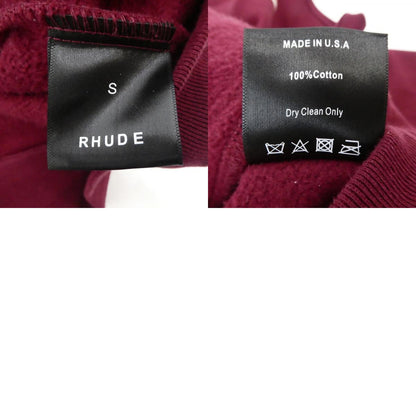 S
RHUDE
MADE IN U.S.A
100%Cotton
Dry Clean Only